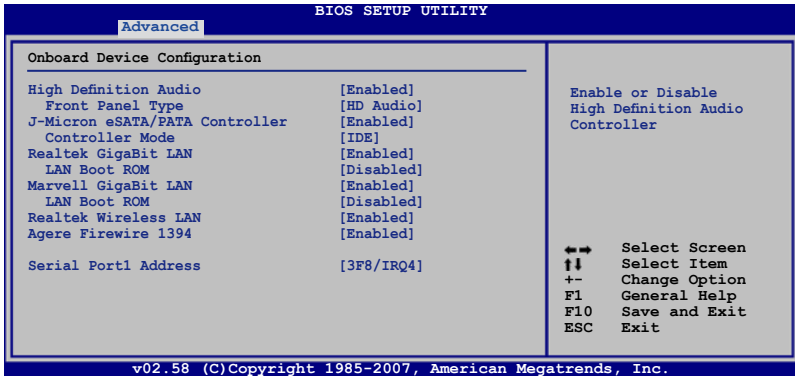 BIOS SETUP UTILITY
Advanced
Onboard Device Configuration
High Definition Audio [Enabled]
Front Panel Type [HD Audio]
J-Micron eSATA/PATA Controller [Enabled]
Controller Mode [IDE]
Realtek GigaBit LAN [Enabled]
LAN Boot ROM [Disabled]
Marvell GigaBit LAN [Enabled]
LAN Boot ROM [Disabled]
Realtek Wireless LAN [Enabled]
Agere Firewire 1394 [Enabled]
Serial Port1 Address [3F8/IRQ4]
Enable or Disable
High Definition Audio
Controller
←→ Select Screen
↑↓ Select Item
+- Change Option
F1 General Help
F10 Save and Exit
ESC Exit
v02.58 (C)Copyright 1985-2007, American Megatrends, Inc.